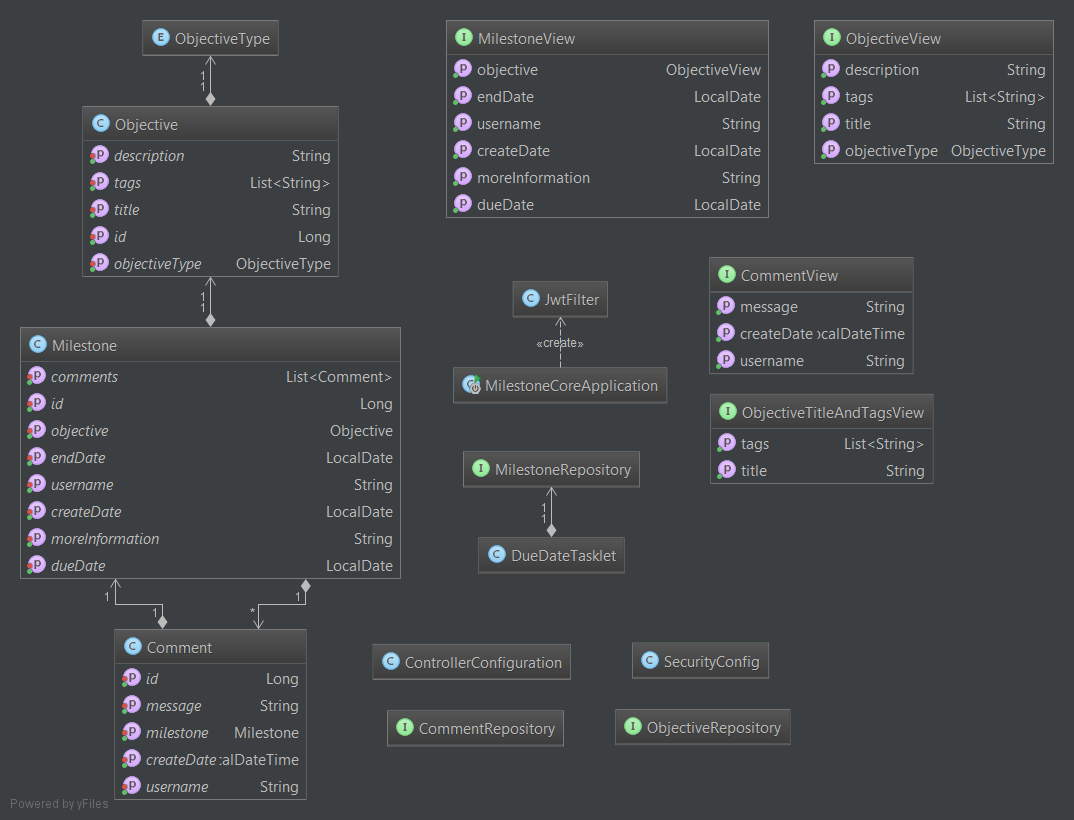 E ObjectiveType
1
1
C Objective
p description String
p tags List<String>
p title String
p id Long
p objectiveType ObjectiveType
1
1
C Milestone
p comments List<Comment>
p id Long
p objective Objective
p endDate LocalDate
p username String
p createDate LocalDate
p moreInformation String
p dueDate LocalDate
1 1
1 *
C Comment
p id Long
p message String
p milestone Milestone
p createDate :alDateTime
p username String
I MilestoneView
p objective ObjectiveView
p endDate LocalDate
p username String
p createDate LocalDate
p moreInformation String
p dueDate LocalDate
I ObjectiveView
p description String
p tags List<String>
p title String
p objectiveType ObjectiveType
C JwtFilter
«create»
C MilestoneCoreApplication
I CommentView
p message String
p createDate ocalDateTime
p username String
I ObjectiveTitleAndTagsView
p tags List<String>
p title String
I MilestoneRepository
1
1
C DueDateTasklet
C ControllerConfiguration
C SecurityConfig
I CommentRepository
I ObjectiveRepository
Powered by yFiles